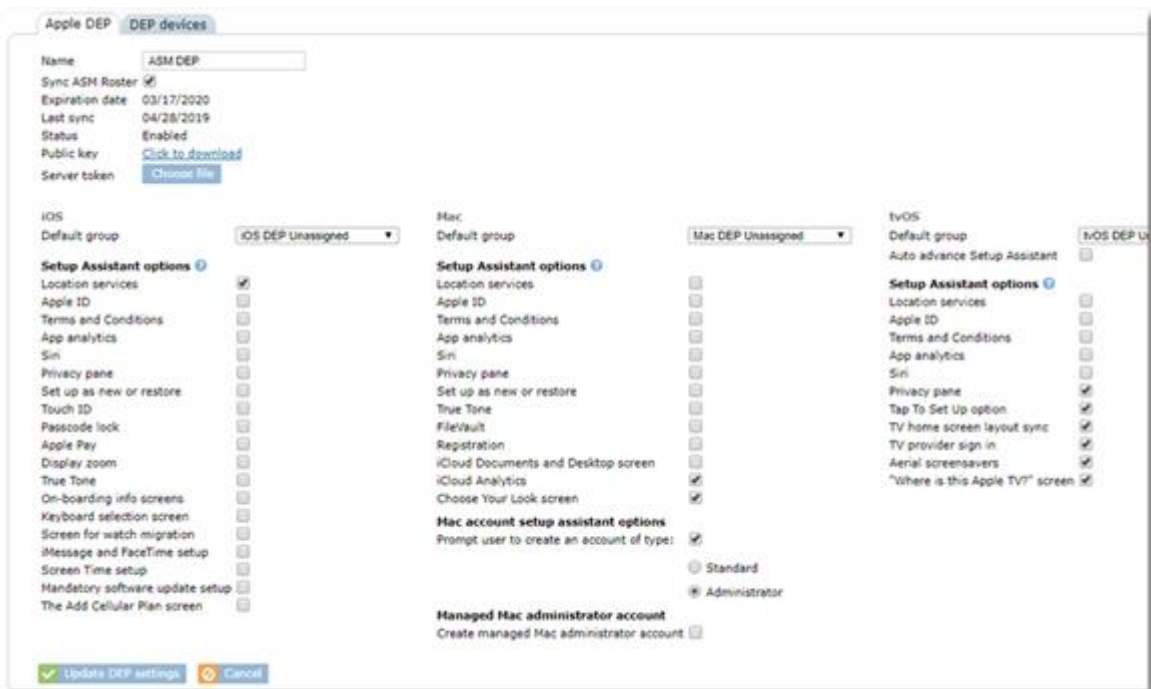 Apple DEP DEP devices
Name ASM DEP
Sync ASM Roster
Expiration date 03/17/2020
Last sync 04/28/2019
Status Enabled
Public key Click to download
Server token Choose file
iOS
Default group iOS DEP Unassigned
Setup Assistant options
Location services
Apple ID
Terms and Conditions
App analytics
Siri
Privacy pane
Set up as new or restore
Touch ID
Passcode lock
Apple Pay
Display zoom
True Tone
On-boarding info screens
Keyboard selection screen
Screen for watch migration
iMessage and FaceTime setup
Screen Time setup
Mandatory software update setup
The Add Cellular Plan screen
Mac
Default group Mac DEP Unassigned
Setup Assistant options
Location services
Apple ID
Terms and Conditions
App analytics
Siri
Privacy pane
Set up as new or restore
True Tone
FileVault
Registration
iCloud Documents and Desktop screen
iCloud Analytics
Choose Your Look screen
Mac account setup assistant options
Prompt user to create an account of type:
Standard
Administrator
Managed Mac administrator account
Create managed Mac administrator account
tvOS
Default group tvOS DEP
Auto advance Setup Assistant
Setup Assistant options
Location services
Apple ID
Terms and Conditions
App analytics
Siri
Privacy pane
Tap To Set Up option
TV home screen layout sync
TV provider sign in
Aerial screensavers
"Where is this Apple TV?" screen
Update DEP settings Cancel